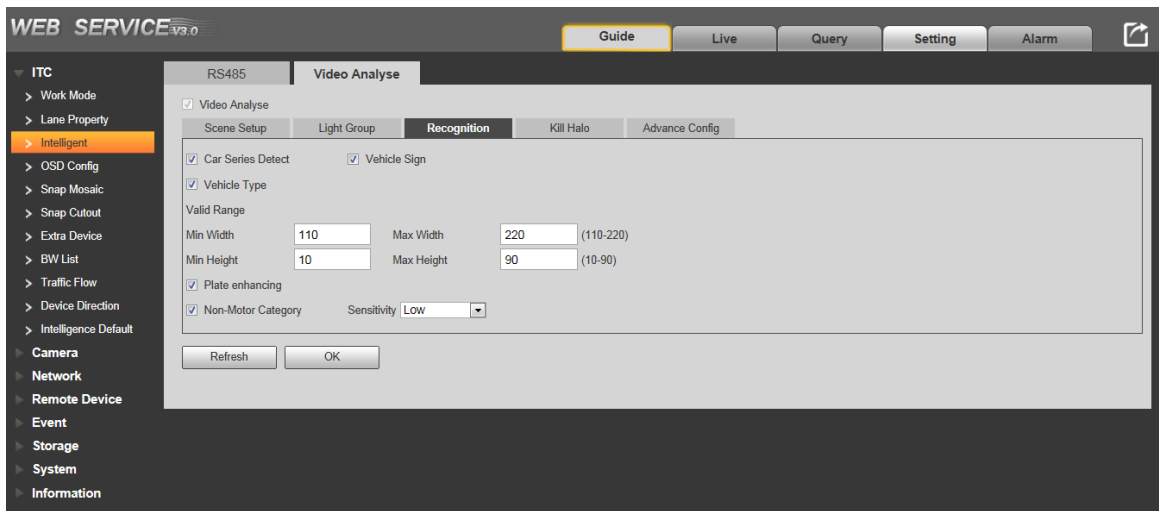 WEB SERVICE V3.0
Guide Live Query Setting Alarm
ITC
Work Mode
Lane Property
Intelligent
OSD Config
Snap Mosaic
Snap Cutout
Extra Device
BW List
Traffic Flow
Device Direction
Intelligence Default
Camera
Network
Remote Device
Event
Storage
System
Information
RS485 Video Analyse
Video Analyse
Scene Setup Light Group Recognition Kill Halo Advance Config
Car Series Detect Vehicle Sign
Vehicle Type
Valid Range
Min Width 110 Max Width 220 (110-220)
Min Height 10 Max Height 90 (10-90)
Plate enhancing
Non-Motor Category Sensitivity Low
Refresh OK